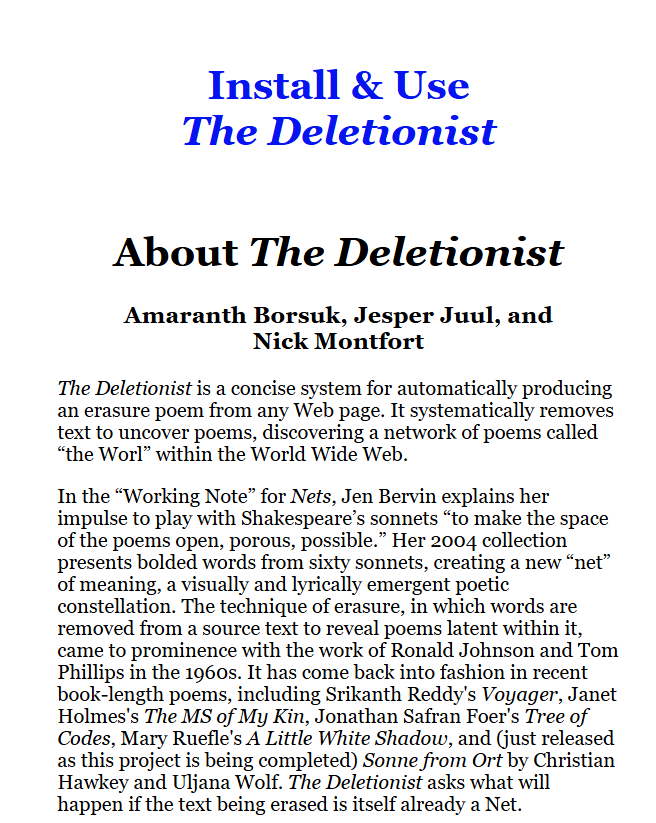 Install & Use
The Deletionist
About The Deletionist
Amaranth Borsuk, Jesper Juul, and
Nick Montfort
The Deletionist is a concise system for automatically producing
an erasure poem from any Web page. It systematically removes
text to uncover poems, discovering a network of poems called
“the Worl” within the World Wide Web.
In the “Working Note” for Nets, Jen Bervin explains her
impulse to play with Shakespeare’s sonnets “to make the space
of the poems open, porous, possible.” Her 2004 collection
presents bolded words from sixty sonnets, creating a new “net”
of meaning, a visually and lyrically emergent poetic
constellation. The technique of erasure, in which words are
removed from a source text to reveal poems latent within it,
came to prominence with the work of Ronald Johnson and Tom
Phillips in the 1960s. It has come back into fashion in recent
book-length poems, including Srikanth Reddy's Voyager, Janet
Holmes's The MS of My Kin, Jonathan Safran Foer's Tree of
Codes, Mary Ruefle's A Little White Shadow, and (just released
as this project is being completed) Sonne from Ort by Christian
Hawkey and Uljana Wolf. The Deletionist asks what will
happen if the text being erased is itself already a Net.